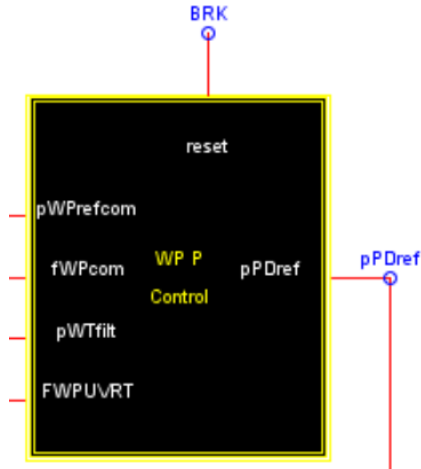 BRK
reset
pWPrefcom
fWPcom
WP P
Control
pPDref
pPDref
pWTfilt
FWPUVRT